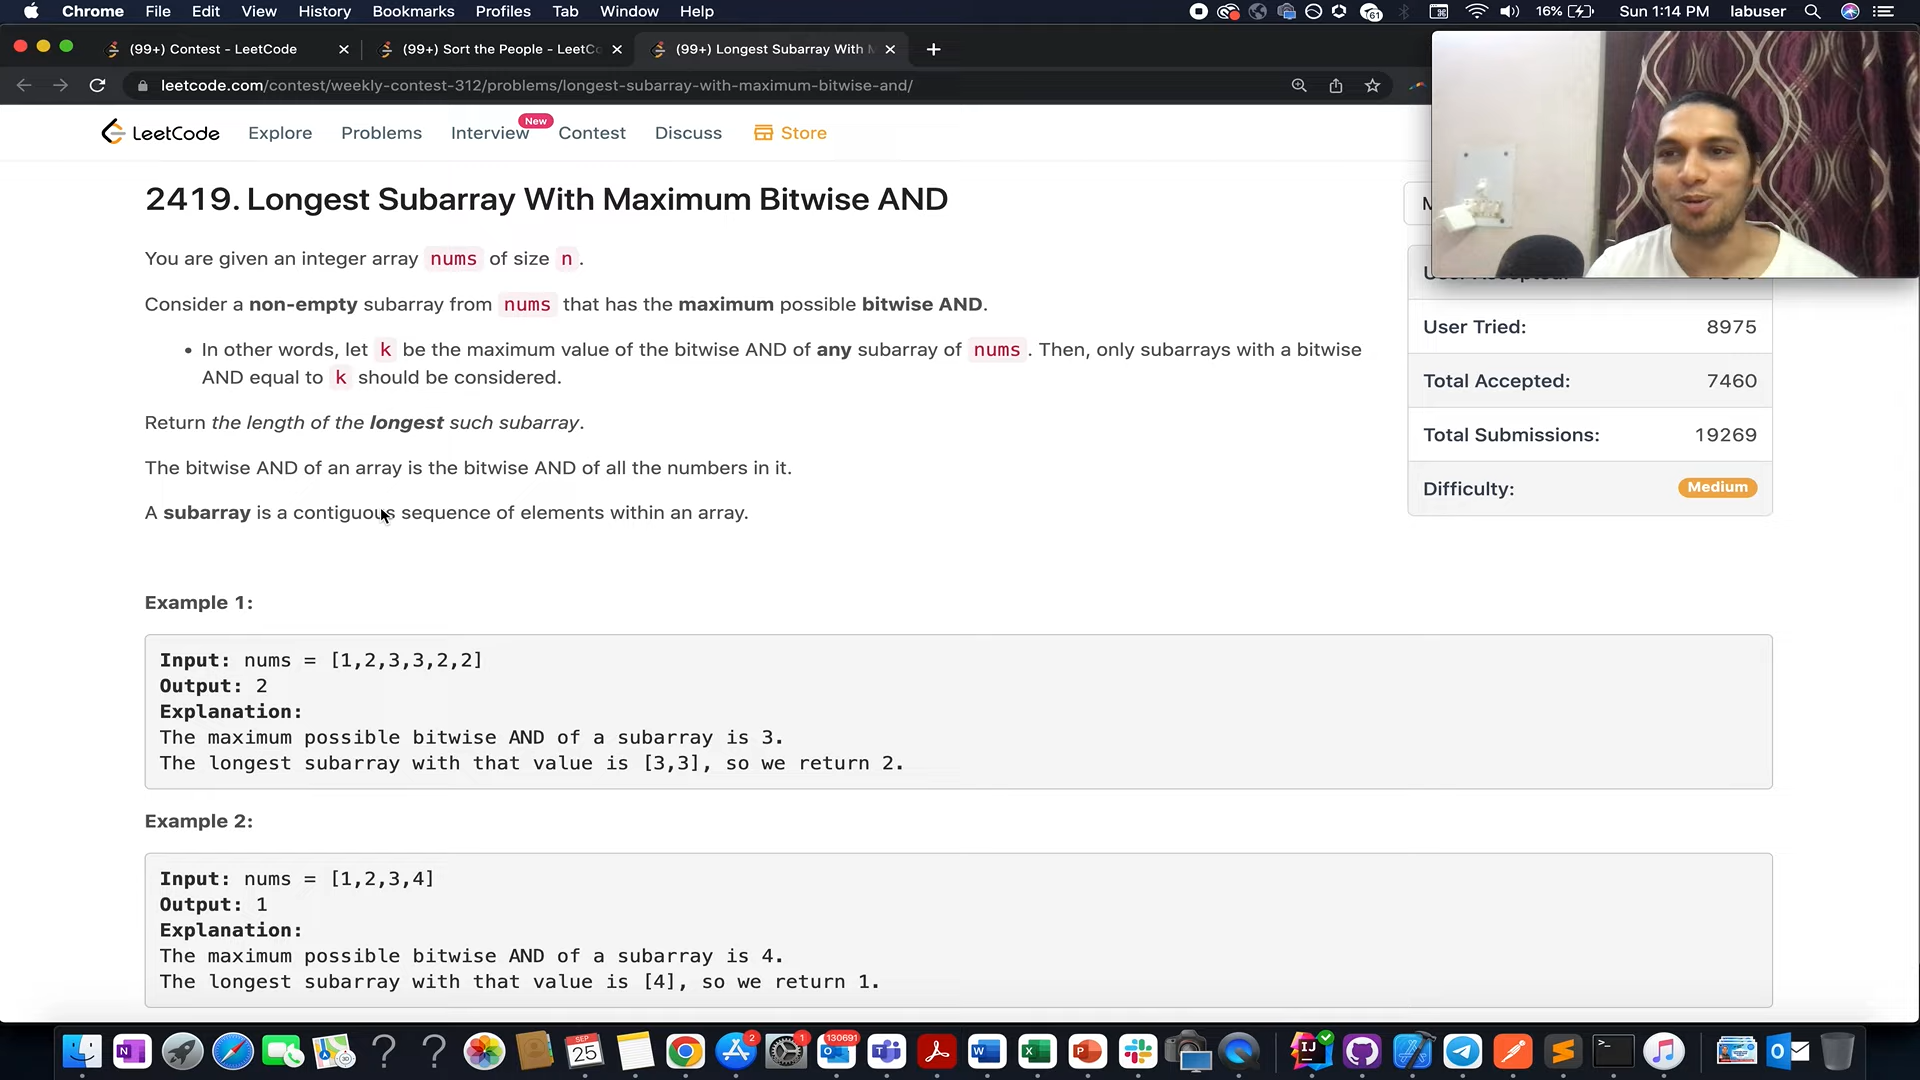 Chrome File Edit View History Bookmarks Profiles Tab Window Help 61 16% Sun 1:14 PM labuser
(99+) Contest - LeetCode (99+) Sort the People - LeetCo (99+) Longest Subarray With
leetcode.com/contest/weekly-contest-312/problems/longest-subarray-with-maximum-bitwise-and/
LeetCode Explore Problems Interview New Contest Discuss Store
2419. Longest Subarray With Maximum Bitwise AND
You are given an integer array nums of size n.
Consider a non-empty subarray from nums that has the maximum possible bitwise AND.
• In other words, let k be the maximum value of the bitwise AND of any subarray of nums. Then, only subarrays with a bitwise
AND equal to k should be considered.
Return the length of the longest such subarray.
The bitwise AND of an array is the bitwise AND of all the numbers in it.
A subarray is a contiguous sequence of elements within an array.
User Tried: 8975
Total Accepted: 7460
Total Submissions: 19269
Difficulty: Medium
Example 1:
Input: nums = [1,2,3,3,2,2]
Output: 2
Explanation:
The maximum possible bitwise AND of a subarray is 3.
The longest subarray with that value is [3,3], so we return 2.
Example 2:
Input: nums = [1,2,3,4]
Output: 1
Explanation:
The maximum possible bitwise AND of a subarray is 4.
The longest subarray with that value is [4], so we return 1.
2 1 130691
SEP
25